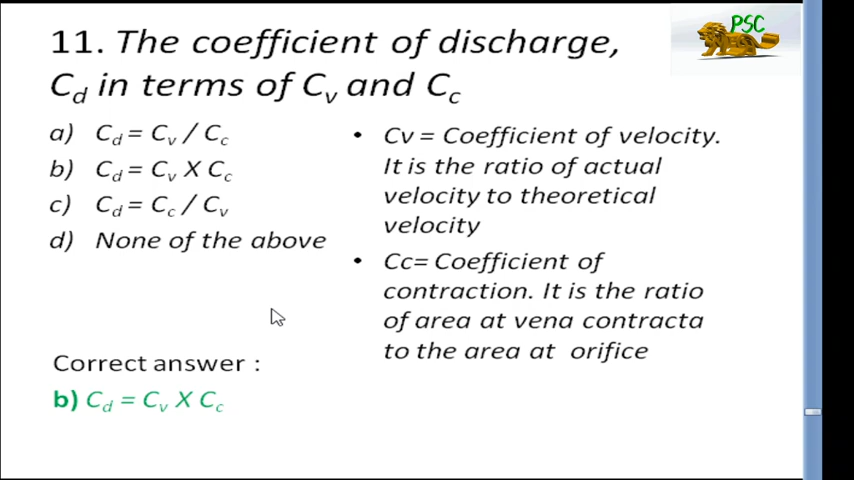 PSC
11. The coefficient of discharge,
Cd in terms of Cv and Cc
a) Cd = Cv / Cc
b) Cd = Cv X Cc
c) Cd = Cc / Cv
d) None of the above
• Cv = Coefficient of velocity.
It is the ratio of actual
velocity to theoretical
velocity
• Cc= Coefficient of
contraction. It is the ratio
of area at vena contracta
to the area at orifice
Correct answer :
b) Cd = Cv X Cc